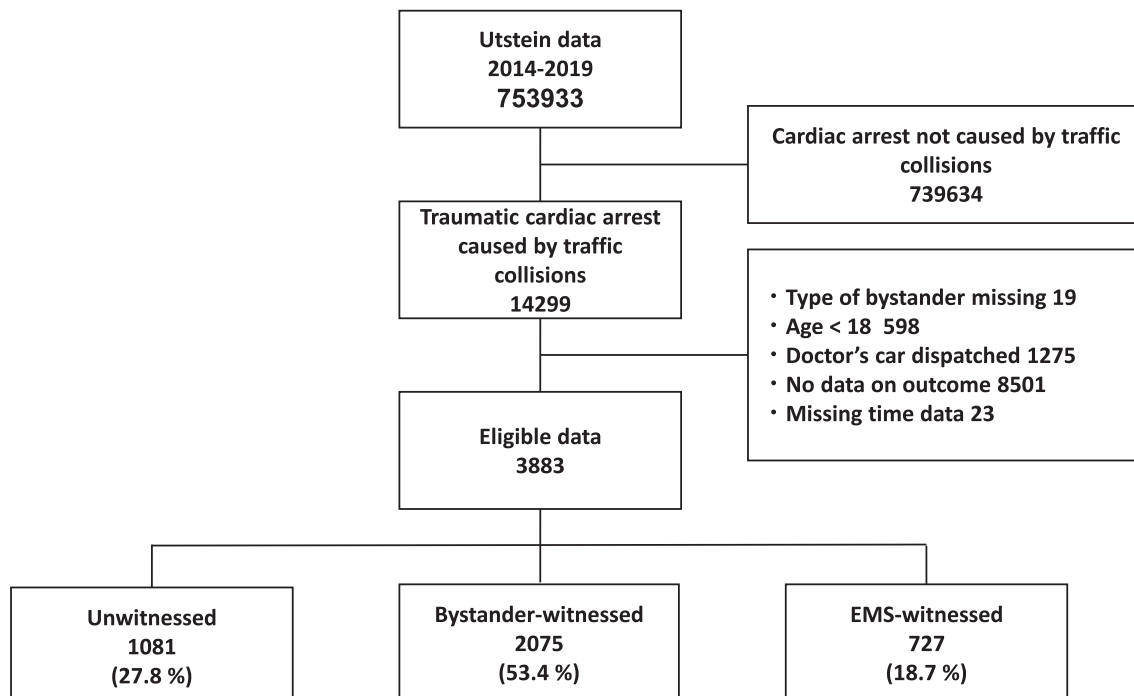 Utstein data
2014-2019
753933
Cardiac arrest not caused by traffic
collisions
739634
Traumatic cardiac arrest
caused by traffic
collisions
14299
・Type of bystander missing 19
・Age < 18  598
・Doctor’s car dispatched 1275
・No data on outcome 8501
・Missing time data 23
Eligible data
3883
Unwitnessed
1081
(27.8 %)
Bystander-witnessed
2075
(53.4 %)
EMS-witnessed
727
(18.7 %)